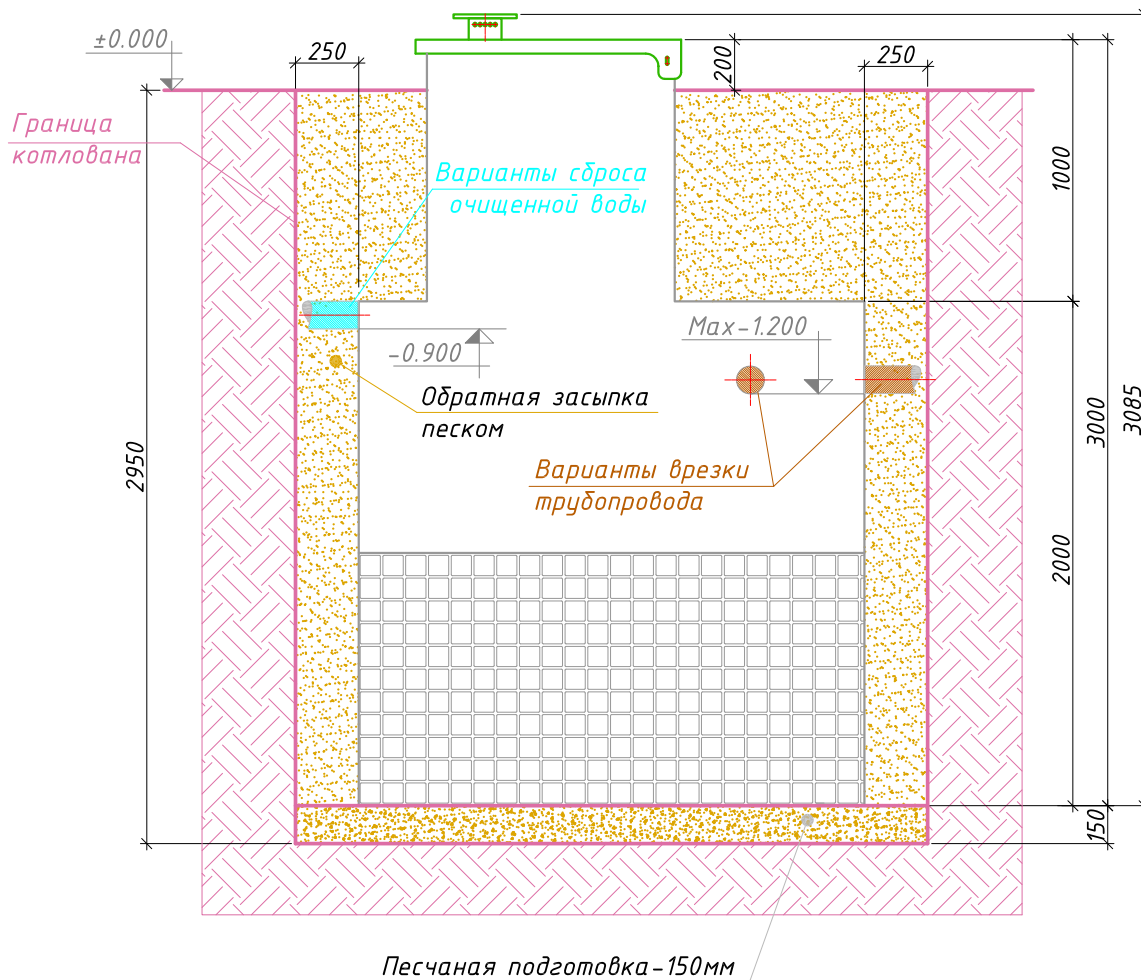 ±0.000
250
200
250
3085
Граница
котлована
Варианты сброса
очищенной воды
1000
Max-1.200
-0.900
Обратная засыпка
песком
3000
2950
Варианты врезки
трубопровода
2000
150
Песчаная подготовка-150мм